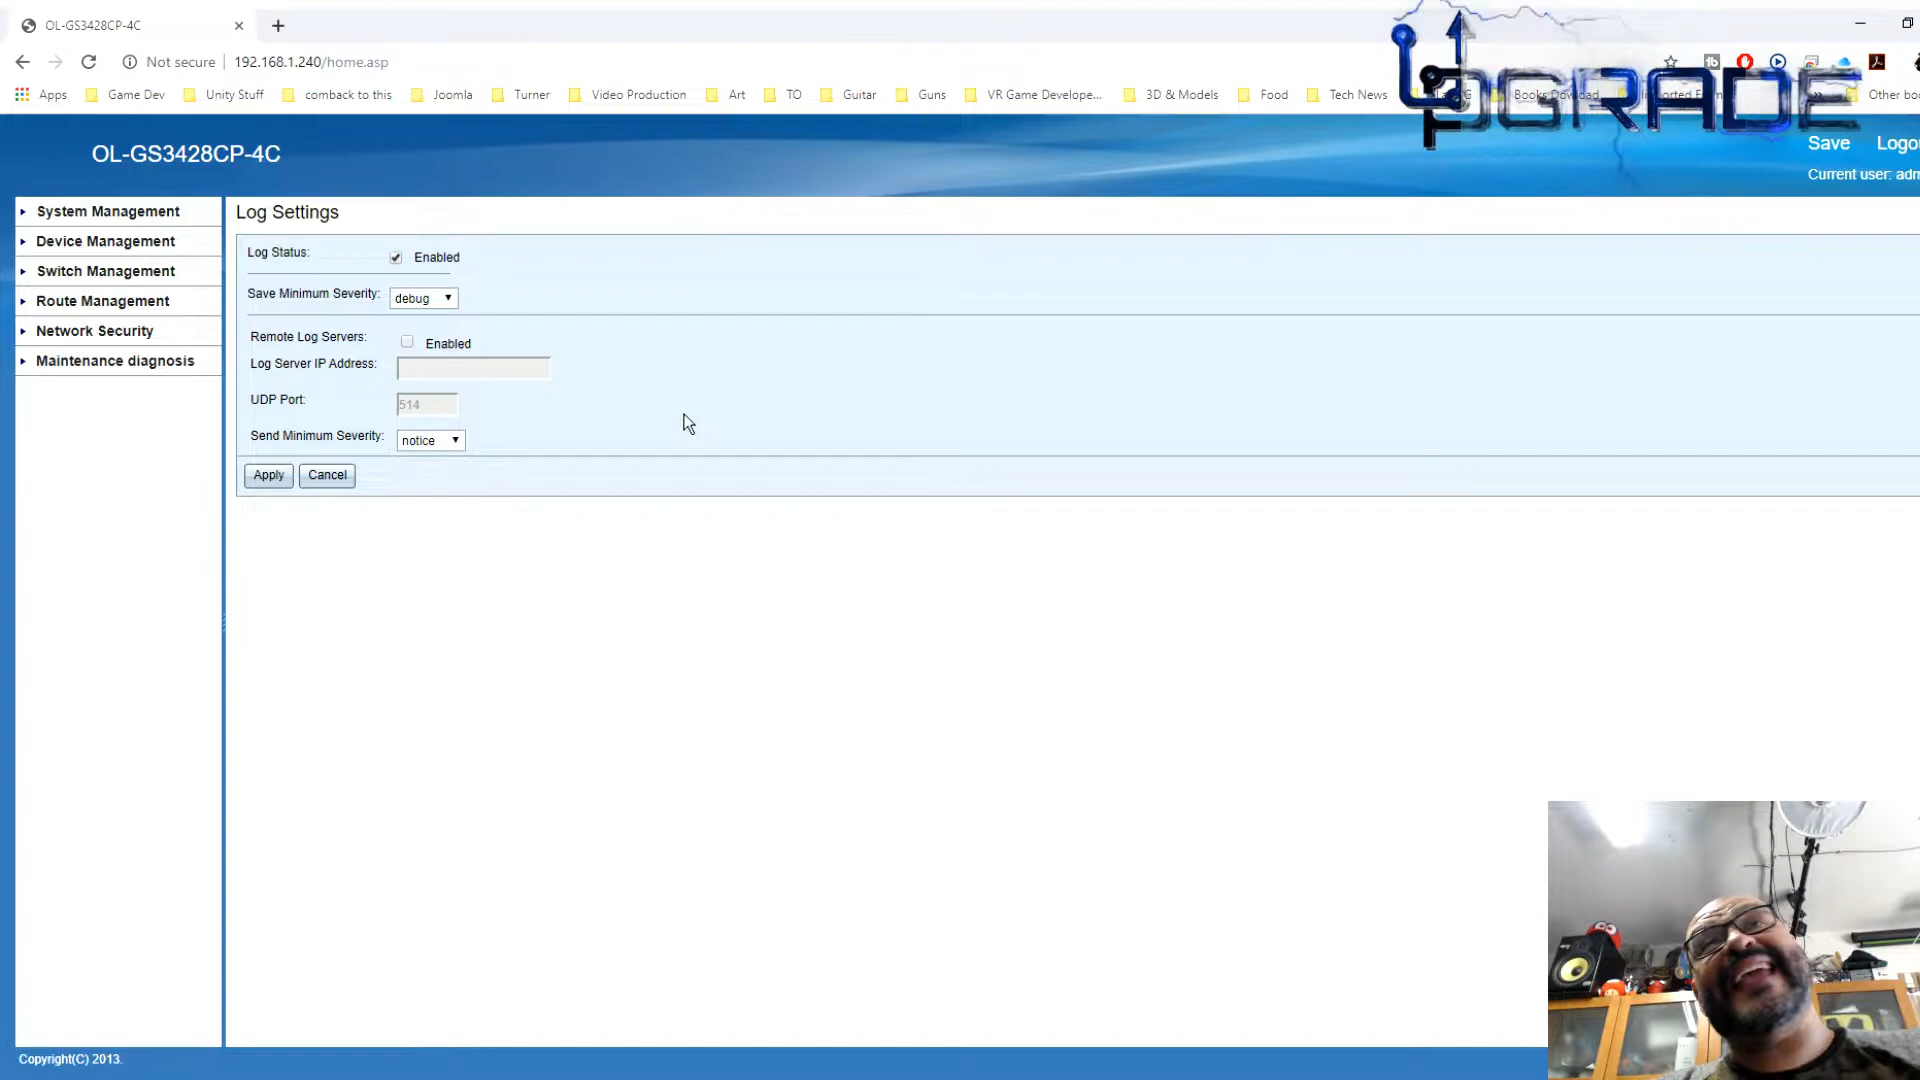 OL-GS3428CP-4C
Not secure 192.168.1.240/home.asp
Apps Game Dev Unity Stuff comback to this Joomla Turner Video Production Art TO Guitar Guns VR Game Develope... 3D & Models Food Tech News Books Dowload Other boo
UPGRADE
OL-GS3428CP-4C
Save Logou
Current user: adm
System Management
Device Management
Switch Management
Route Management
Network Security
Maintenance diagnosis
Log Settings
Log Status: Enabled
Save Minimum Severity: debug
Remote Log Servers: Enabled
Log Server IP Address:
UDP Port: 514
Send Minimum Severity: notice
Apply Cancel
Copyright(C) 2013.